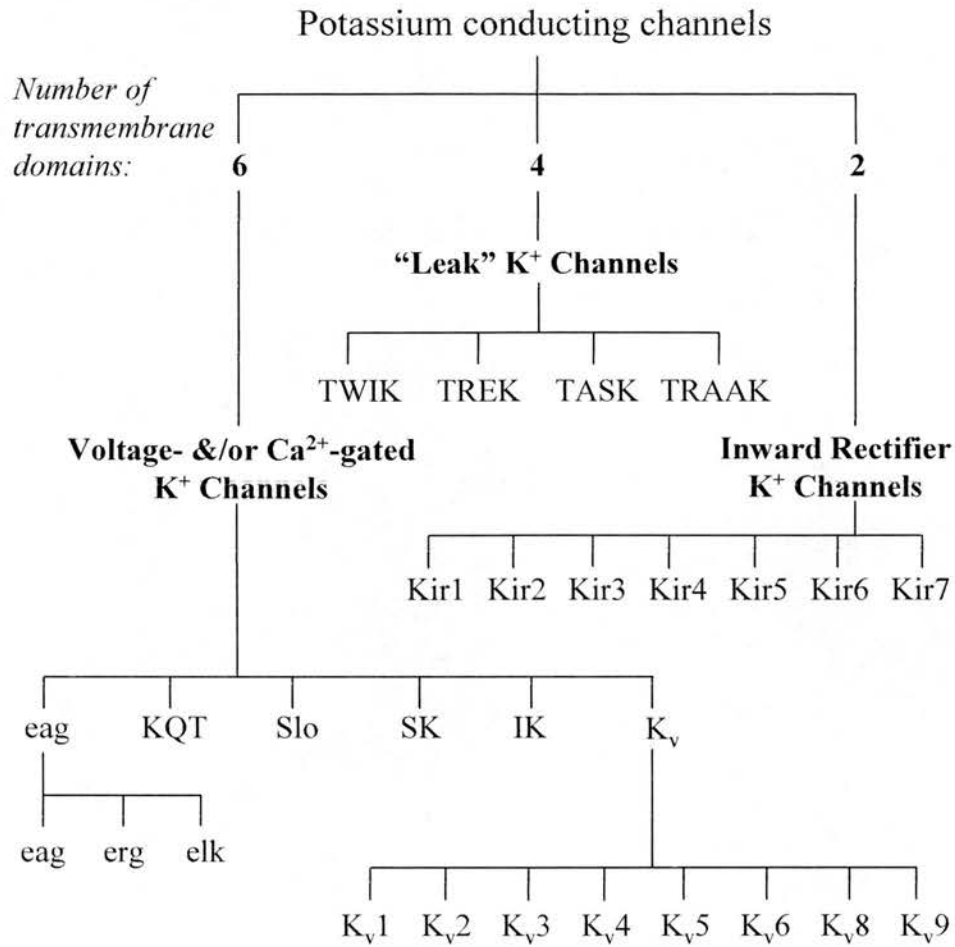 Potassium conducting channels
Number of
transmembrane
domains:
6 4 2
“Leak” K⁺ Channels
TWIK TREK TASK TRAAK
Voltage- &/or Ca²⁺-gated
K⁺ Channels
Inward Rectifier
K⁺ Channels
Kir1 Kir2 Kir3 Kir4 Kir5 Kir6 Kir7
eag KQT Slo SK IK Kᵥ
eag erg elk
Kᵥ1 Kᵥ2 Kᵥ3 Kᵥ4 Kᵥ5 Kᵥ6 Kᵥ8 Kᵥ9